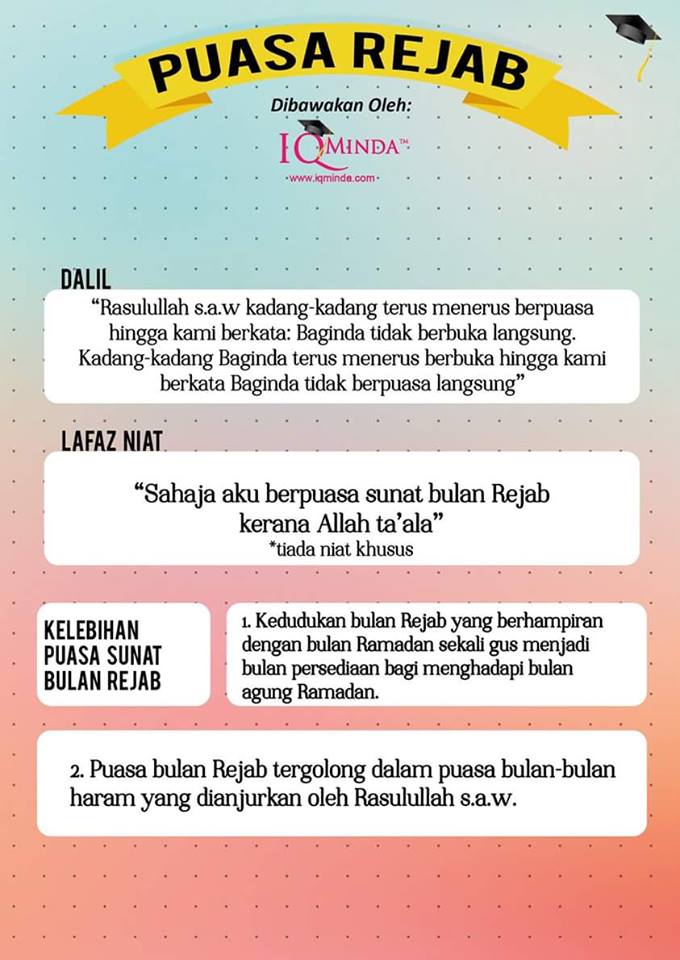 PUASA REJAB
Dibawakan Oleh:
IQMINDA™
•www.iqminda.com•
DALIL
“Rasulullah s.a.w kadang-kadang terus menerus berpuasa
hingga kami berkata: Baginda tidak berbuka langsung.
Kadang-kadang Baginda terus menerus berbuka hingga kami
berkata Baginda tidak berpuasa langsung”
LAFAZ NIAT
“Sahaja aku berpuasa sunat bulan Rejab
kerana Allah ta’ala”
*tiada niat khusus
KELEBIHAN
PUASA SUNAT
BULAN REJAB
1. Kedudukan bulan Rejab yang berhampiran
dengan bulan Ramadan sekali gus menjadi
bulan persediaan bagi menghadapi bulan
agung Ramadan.
2. Puasa bulan Rejab tergolong dalam puasa bulan-bulan
haram yang dianjurkan oleh Rasulullah s.a.w.